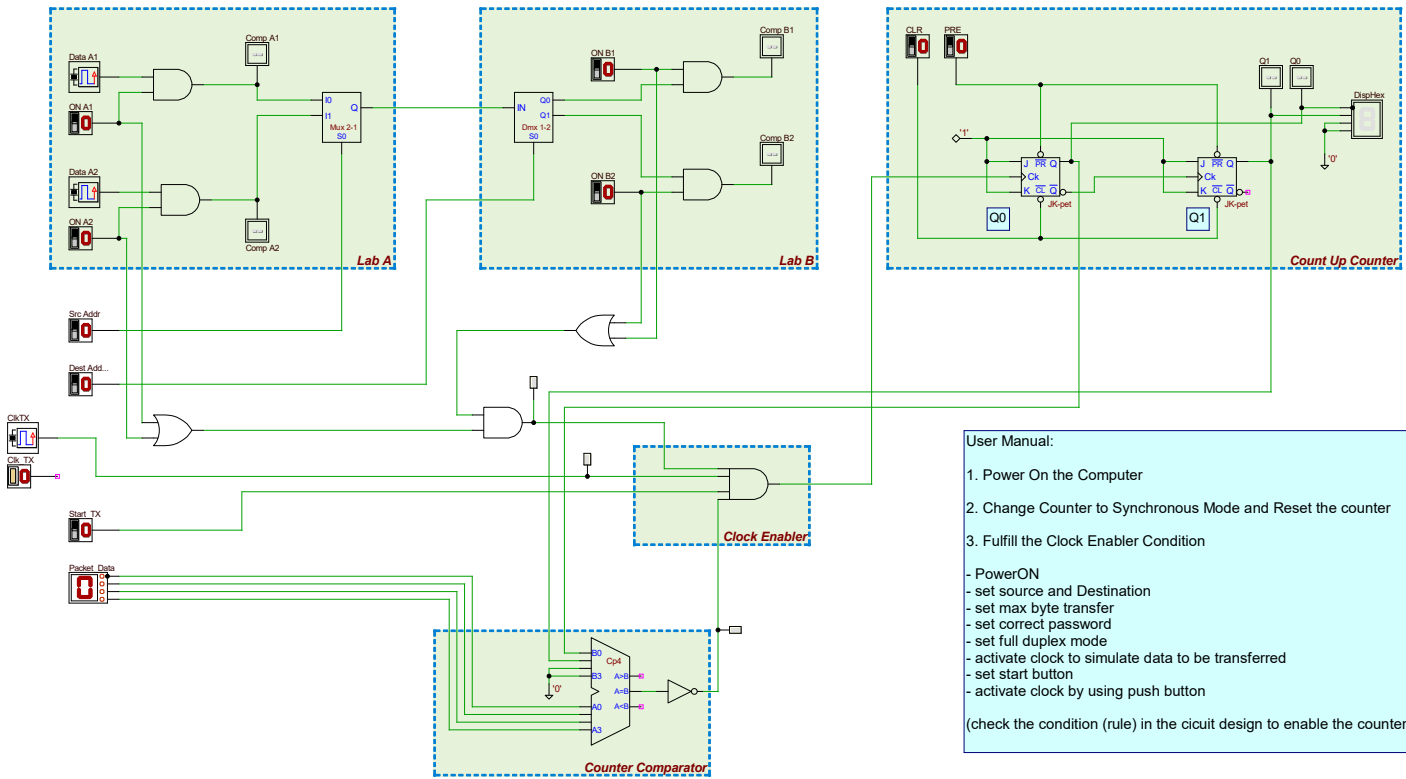 Data A1
ON A1
Data A2
ON A2
Comp A1
Comp A2
I0
I1
Q
Mux 2-1
S0
Lab A
IN
Q0
Q1
Dmx 1-2
S0
ON B1
ON B2
Comp B1
Comp B2
Lab B
CLR
PRE
Q1
Q0
DispHex
'1'
'0'
J PR Q
Ck
K CL Q
JK-pet
J PR Q
Ck
K CL Q
JK-pet
Q0
Q1
Count Up Counter
Src Addr
Dest Add...
ClkTX
Clk_TX
Start_TX
Packet_Data
Clock Enabler
B0
Cp4
B3
A>B
A=B
A<B
A0
A3
'0'
Counter Comparator
User Manual:
1. Power On the Computer
2. Change Counter to Synchronous Mode and Reset the counter
3. Fulfill the Clock Enabler Condition
- PowerON
- set source and Destination
- set max byte transfer
- set correct password
- set full duplex mode
- activate clock to simulate data to be transferred
- set start button
- activate clock by using push button
(check the condition (rule) in the cicuit design to enable the counter